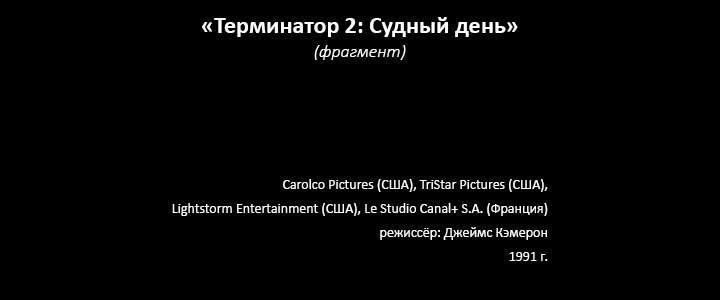 «Терминатор 2: Судный день»
(фрагмент)
Carolco Pictures (США), TriStar Pictures (США),
Lightstorm Entertainment (США), Le Studio Canal+ S.A. (Франция)
режиссёр: Джеймс Кэмерон
1991 г.